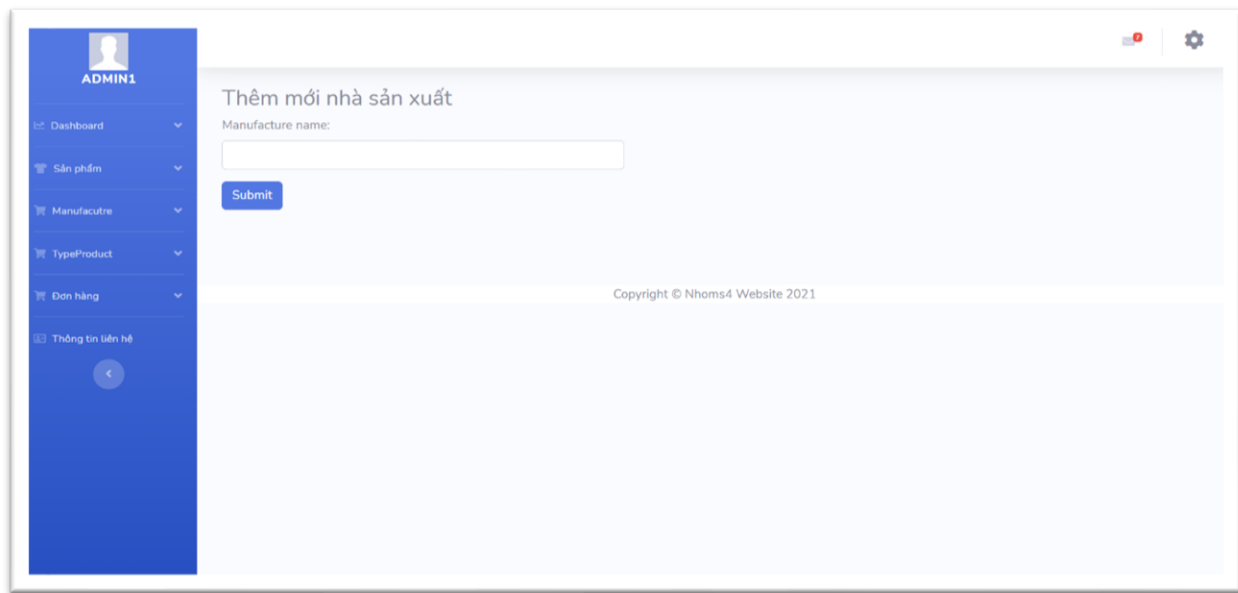 7
ADMIN1
Thêm mới nhà sản xuất
Manufacture name:
Submit
Dashboard
Sản phẩm
Manufacutre
TypeProduct
Đơn hàng
Thông tin liên hệ
Copyright © Nhoms4 Website 2021